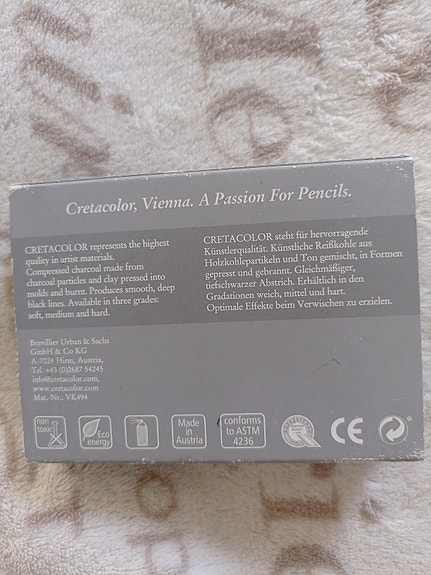 Cretacolor, Vienna. A Passion For Pencils.
CRETACOLOR represents the highest
quality in artist materials.
Compressed charcoal made from
charcoal particles and clay pressed into
molds and burnt. Produces smooth, deep
black lines. Available in three grades:
soft, medium and hard.
CRETACOLOR steht für hervorragende
Künstlerqualität. Künstliche Reißkohle aus
Holzkohlepartikeln und Ton gemischt, in Formen
gepresst und gebrannt. Gleichmäßiger,
tiefschwarzer Abstrich. Erhältlich in den
Gradationen weich, mittel und hart.
Optimale Effekte beim Verwischen zu erzielen.
Brevillier Urban & Sachs
GmbH & Co KG
A-7024 Hirm, Austria,
Tel. +43 (0)2687 54245
info@cretacolor.com,
www.cretacolor.com
Mat.-Nr.: VK494
non
toxic
Eco
energy
Made in
Austria
conforms
to ASTM
4236
CE